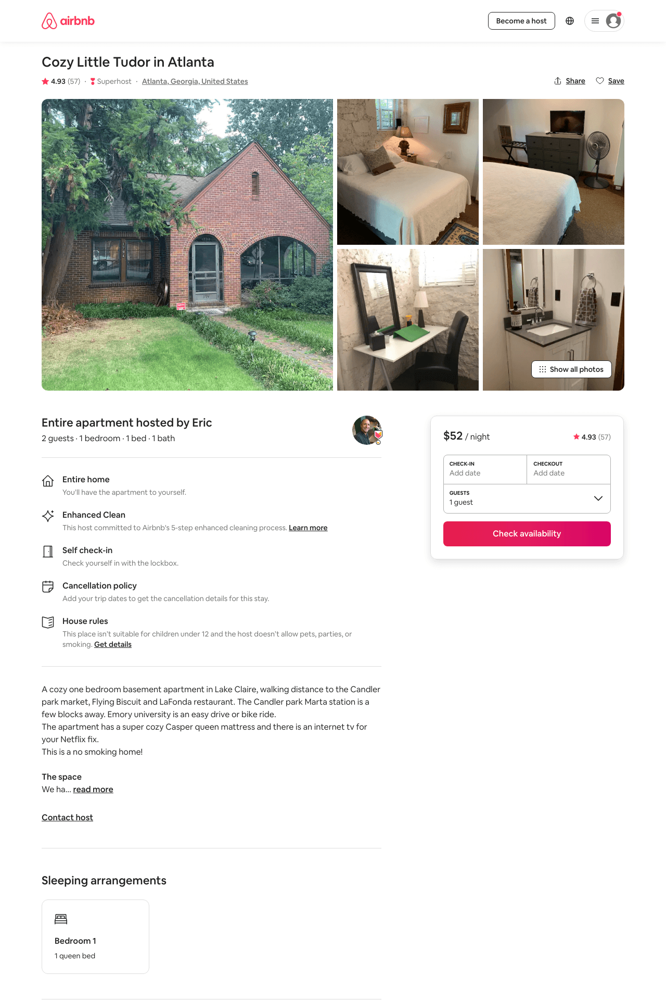 airbnb
Become a host
Cozy Little Tudor in Atlanta
4.93 (57) · Superhost · Atlanta, Georgia, United States
Share
Save
1794
1794
Show all photos
Entire apartment hosted by Eric
2 guests · 1 bedroom · 1 bed · 1 bath
$52 / night
4.93 (57)
CHECK-IN
Add date
CHECKOUT
Add date
GUESTS
1 guest
Check availability
Entire home
You’ll have the apartment to yourself.
Enhanced Clean
This host committed to Airbnb's 5-step enhanced cleaning process. Learn more
Self check-in
Check yourself in with the lockbox.
Cancellation policy
Add your trip dates to get the cancellation details for this stay.
House rules
This place isn’t suitable for children under 12 and the host doesn’t allow pets, parties, or
smoking. Get details
A cozy one bedroom basement apartment in Lake Claire, walking distance to the Candler
park market, Flying Biscuit and LaFonda restaurant. The Candler park Marta station is a
few blocks away. Emory university is an easy drive or bike ride.
The apartment has a super cozy Casper queen mattress and there is an internet tv for
your Netflix fix.
This is a no smoking home!
The space
We ha... read more
Contact host
Sleeping arrangements
Bedroom 1
1 queen bed